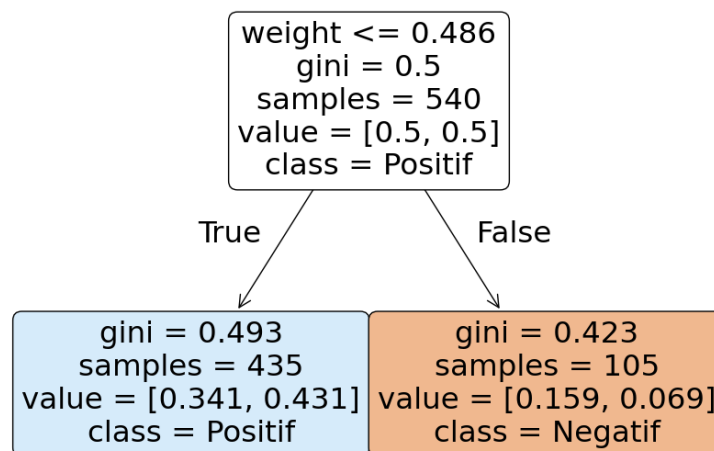 weight <= 0.486
gini = 0.5
samples = 540
value = [0.5, 0.5]
class = Positif
True
False
gini = 0.493
samples = 435
value = [0.341, 0.431]
class = Positif
gini = 0.423
samples = 105
value = [0.159, 0.069]
class = Negatif